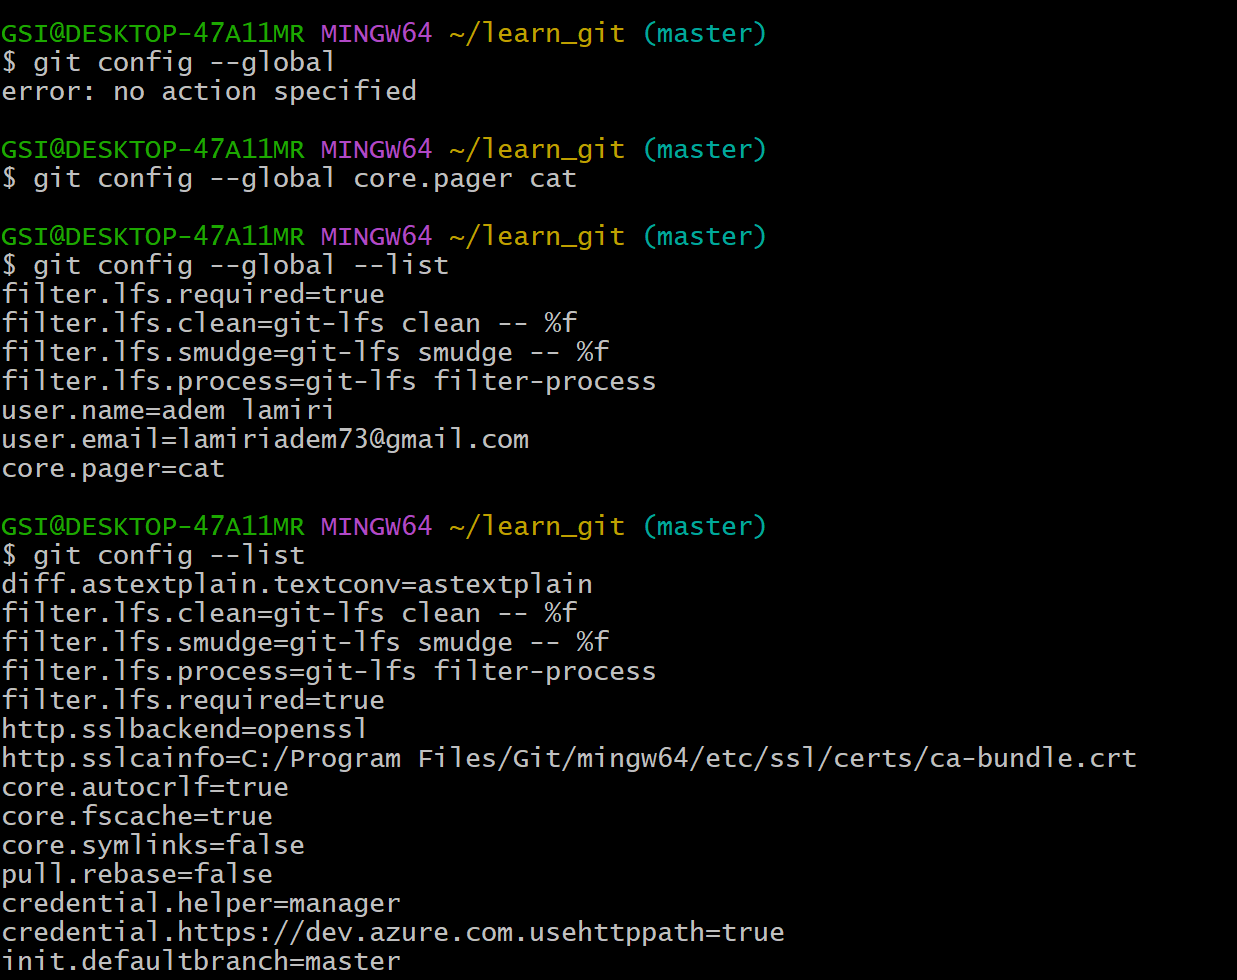 GSI@DESKTOP-47A11MR MINGW64 ~/learn_git (master)
$ git config --global
error: no action specified
GSI@DESKTOP-47A11MR MINGW64 ~/learn_git (master)
$ git config --global core.pager cat
GSI@DESKTOP-47A11MR MINGW64 ~/learn_git (master)
$ git config --global --list
filter.lfs.required=true
filter.lfs.clean=git-lfs clean -- %f
filter.lfs.smudge=git-lfs smudge -- %f
filter.lfs.process=git-lfs filter-process
user.name=adem lamiri
user.email=lamiriadem73@gmail.com
core.pager=cat
GSI@DESKTOP-47A11MR MINGW64 ~/learn_git (master)
$ git config --list
diff.astextplain.textconv=astextplain
filter.lfs.clean=git-lfs clean -- %f
filter.lfs.smudge=git-lfs smudge -- %f
filter.lfs.process=git-lfs filter-process
filter.lfs.required=true
http.sslbackend=openssl
http.sslcainfo=C:/Program Files/Git/mingw64/etc/ssl/certs/ca-bundle.crt
core.autocrlf=true
core.fscache=true
core.symlinks=false
pull.rebase=false
credential.helper=manager
credential.https://dev.azure.com.usehttppath=true
init.defaultbranch=master